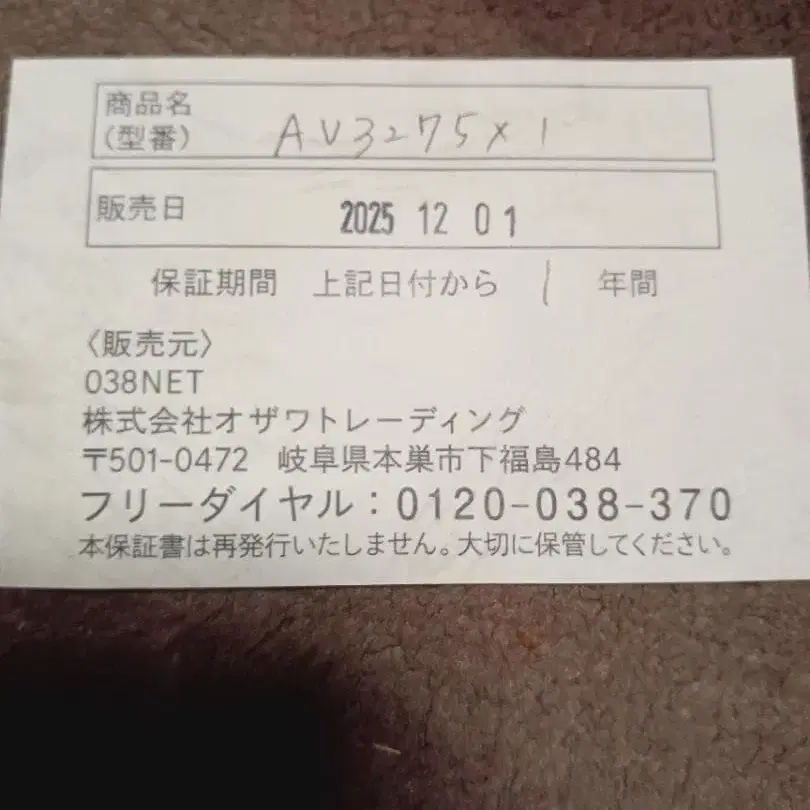 商品名
(型番) AV3275×1
販売日 2025 12 01
保証期間 上記日付から 1 年間
〈販売元〉
038NET
株式会社オザワトレーディング
〒501-0472 岐阜県本巣市下福島484
フリーダイヤル：0120-038-370
本保証書は再発行いたしません。大切に保管してください。